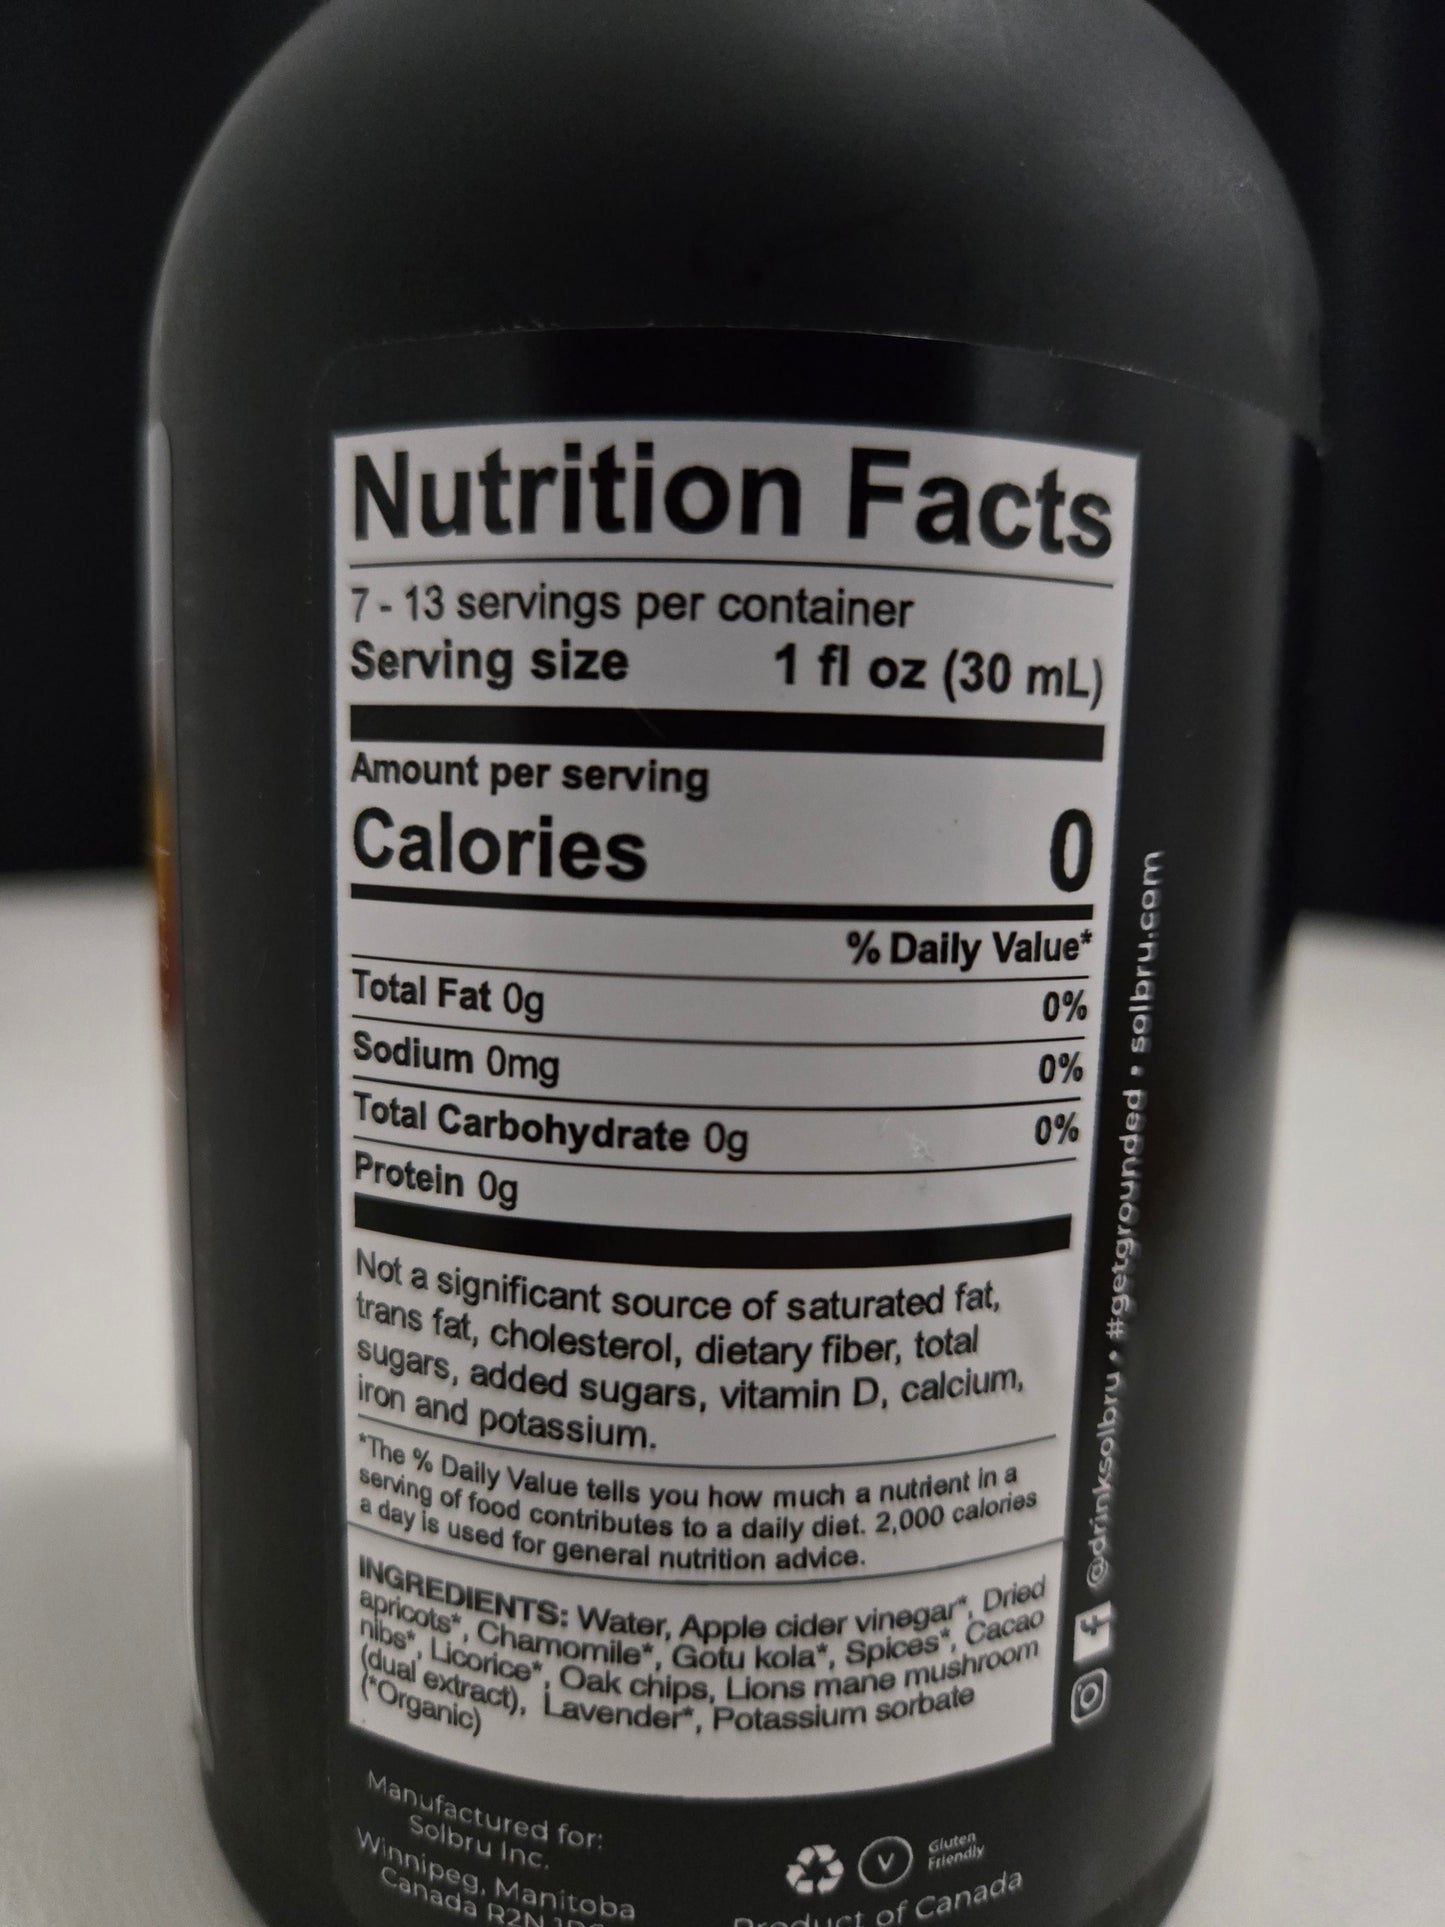 Nutrition Facts
7 - 13 servings per container
Serving size 1 fl oz (30 mL)
Amount per serving
Calories 0
% Daily Value*
Total Fat 0g 0%
Sodium 0mg 0%
Total Carbohydrate 0g 0%
Protein 0g
Not a significant source of saturated fat,
trans fat, cholesterol, dietary fiber, total
sugars, added sugars, vitamin D, calcium,
iron and potassium.
*The % Daily Value tells you how much a nutrient in a
serving of food contributes to a daily diet. 2,000 calories
a day is used for general nutrition advice.
INGREDIENTS: Water, Apple cider vinegar*, Dried
apricots*, Chamomile*, Gotu kola*, Spices*, Cacao
nibs*, Licorice*, Oak chips, Lions mane mushroom
(dual extract), Lavender*, Potassium sorbate
(*Organic)
@drinksolbru • #getgrounded • solbru.com
Manufactured for:
Solbru Inc.
Winnipeg, Manitoba
Canada R2N
V
Gluten
Friendly
Product of Canada